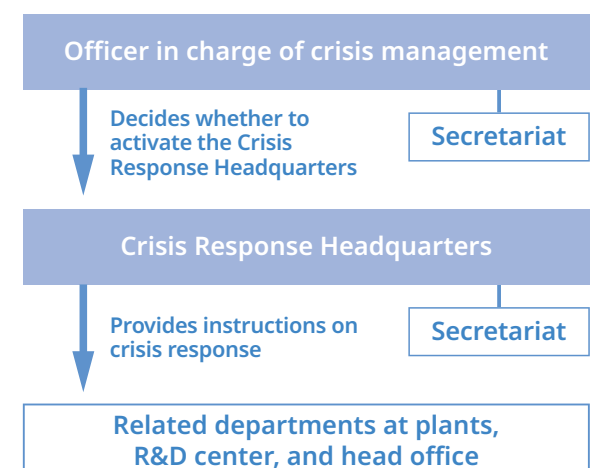 Officer in charge of crisis management
Decides whether to
activate the Crisis
Response Headquarters
Secretariat
Crisis Response Headquarters
Provides instructions on
crisis response
Secretariat
Related departments at plants,
R&D center, and head office